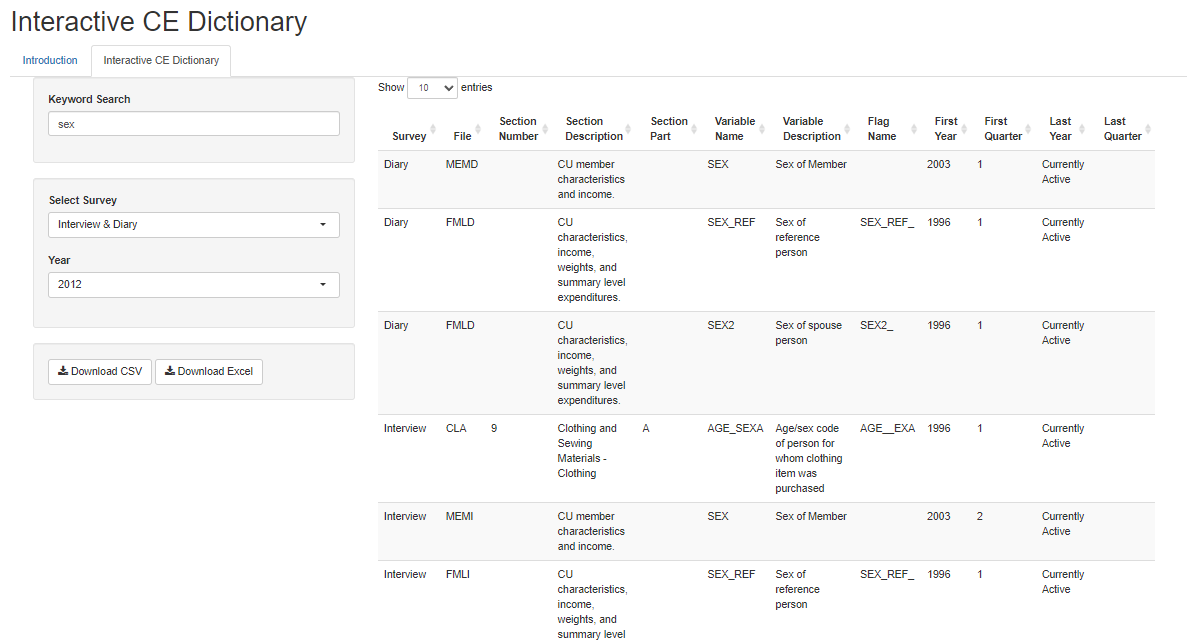 Interactive CE Dictionary
Introduction
Interactive CE Dictionary
Keyword Search
sex
Select Survey
Interview & Diary
Year
2012
Download CSV
Download Excel
Show 10 entries
Survey File Section Number Section Description Section Part Variable Name Variable Description Flag Name First Year First Quarter Last Year Last Quarter
Diary MEMD CU member SEX Sex of Member 2003 1 Currently
characteristics Active
and income.
Diary FMLD CU SEX_REF Sex of SEX_REF_ 1996 1 Currently
characteristics, reference Active
income, person
weights, and
summary level
expenditures.
Diary FMLD CU SEX2 Sex of spouse SEX2_ 1996 1 Currently
characteristics, person Active
income,
weights, and
summary level
expenditures.
Interview CLA 9 Clothing and A AGE_SEXA Age/sex code AGE__EXA 1996 1 Currently
Sewing of person for Active
Materials - whom clothing
Clothing item was
purchased
Interview MEMI CU member SEX Sex of Member 2003 2 Currently
characteristics Active
and income.
Interview FMLI CU SEX_REF Sex of SEX_REF_ 1996 1 Currently
characteristics, reference Active
income, person
weights, and
summary level